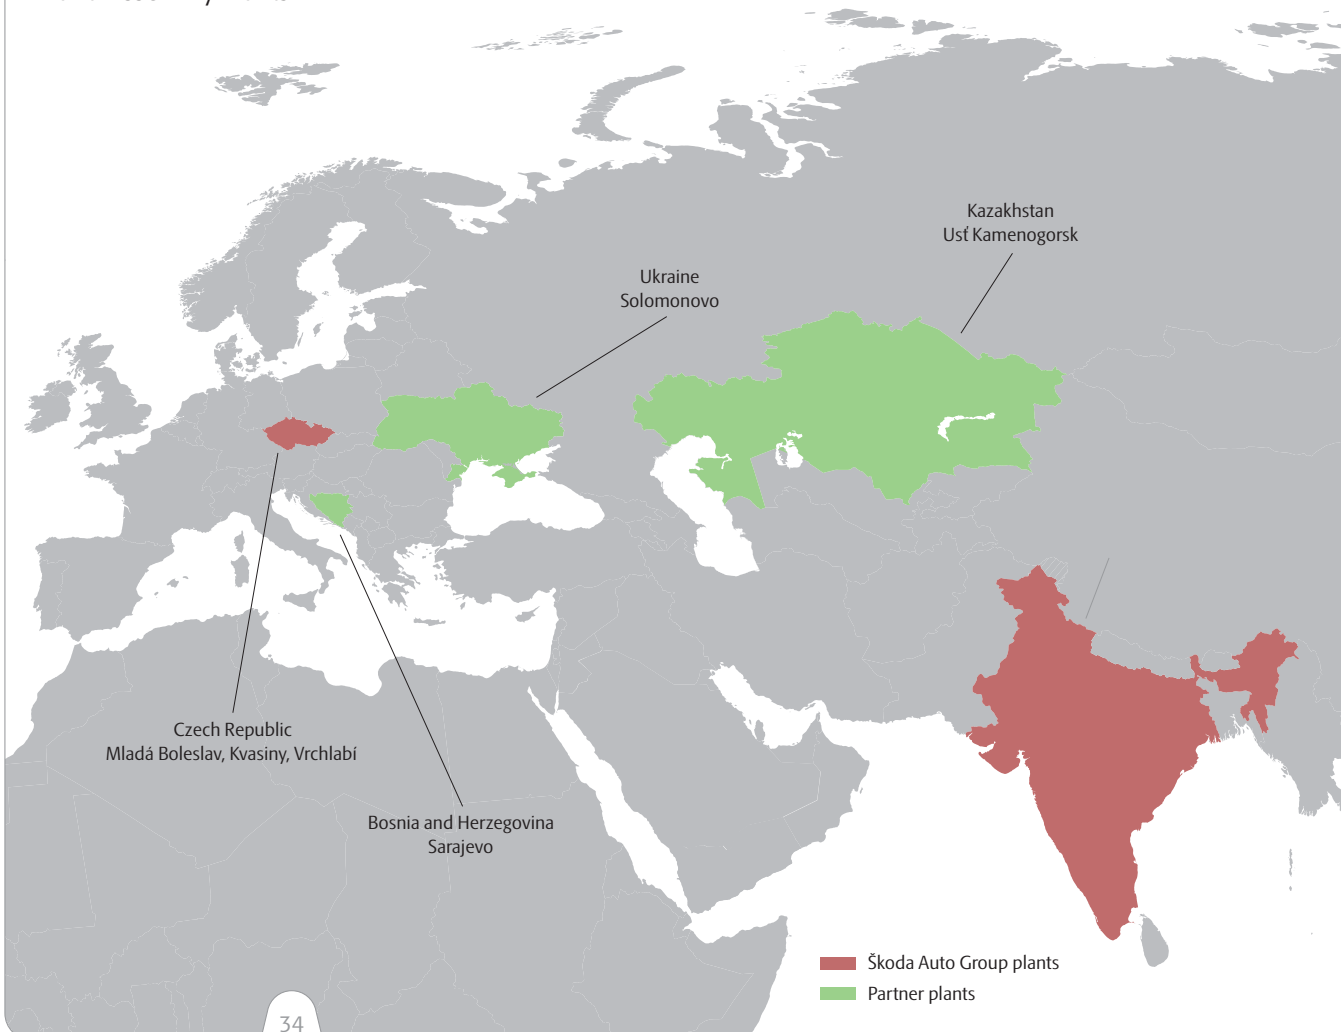 Kazakhstan
Usť Kamenogorsk
Ukraine
Solomonovo
Czech Republic
Mladá Boleslav, Kvasiny, Vrchlabí
Bosnia and Herzegovina
Sarajevo
Škoda Auto Group plants
Partner plants
34